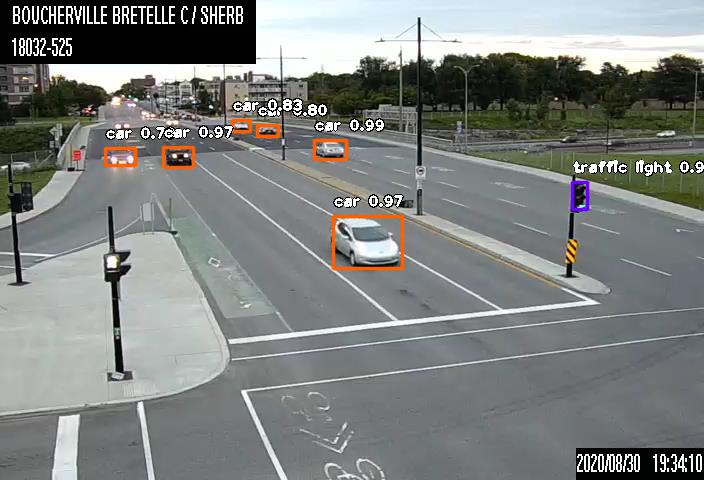 BOUCHERVILLE BRETELLE C / SHERB
18032-525
car 0.83
car 0.80
car 0.7
car 0.97
car 0.99
traffic light 0.9
car 0.97
2020/08/30 19:34:10